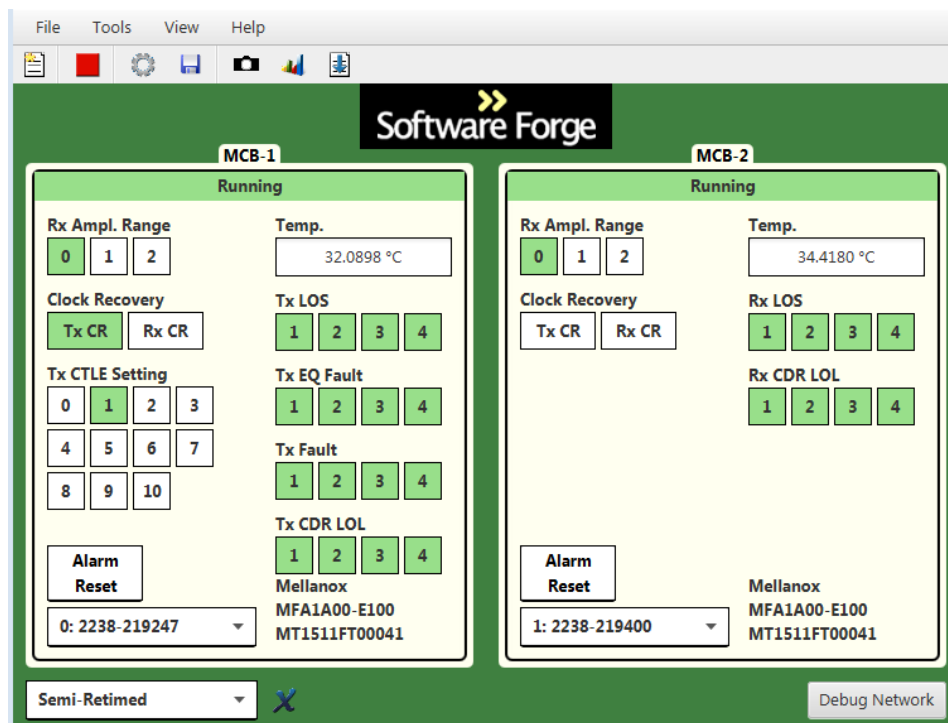 File Tools View Help
Software Forge
MCB-1
Running
Rx Ampl. Range
0 1 2
Temp.
32.0898 °C
Clock Recovery
Tx CR Rx CR
Tx LOS
1 2 3 4
Tx CTLE Setting
0 1 2 3
4 5 6 7
8 9 10
Tx EQ Fault
1 2 3 4
Tx Fault
1 2 3 4
Tx CDR LOL
1 2 3 4
Alarm
Reset
0: 2238-219247
Mellanox
MFA1A00-E100
MT1511FT00041
MCB-2
Running
Rx Ampl. Range
0 1 2
Temp.
34.4180 °C
Clock Recovery
Tx CR Rx CR
Rx LOS
1 2 3 4
Rx CDR LOL
1 2 3 4
Alarm
Reset
1: 2238-219400
Mellanox
MFA1A00-E100
MT1511FT00041
Semi-Retimed
Debug Network